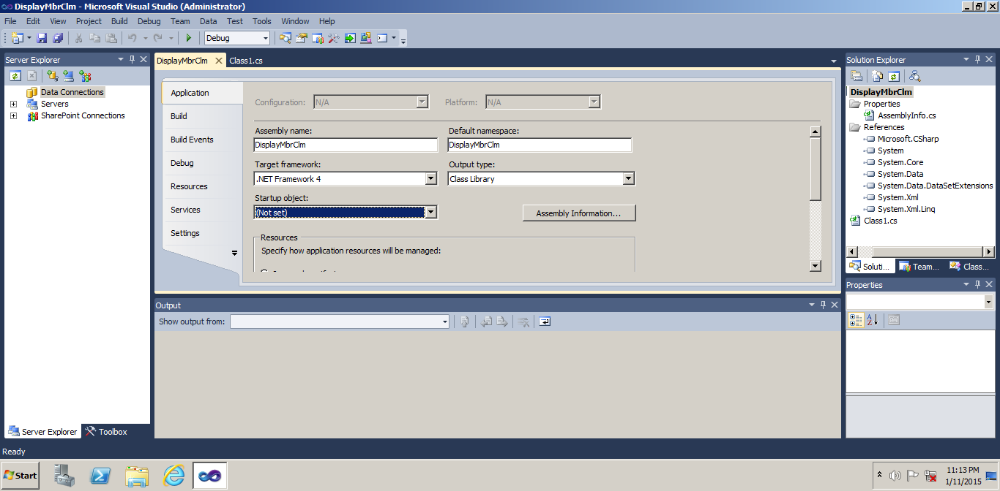 DisplayMbrClm - Microsoft Visual Studio (Administrator)
File Edit View Project Build Debug Team Data Test Tools Window Help
Debug
Server Explorer
Data Connections
Servers
SharePoint Connections
Server Explorer
Toolbox
DisplayMbrClm
Class1.cs
Application
Build
Build Events
Debug
Resources
Services
Settings
Configuration: N/A Platform: N/A
Assembly name: Default namespace:
DisplayMbrClm DisplayMbrClm
Target framework: Output type:
.NET Framework 4 Class Library
Startup object:
(Not set) Assembly Information...
Resources
Specify how application resources will be managed:
Output
Show output from:
Solution Explorer
DisplayMbrClm
Properties
AssemblyInfo.cs
References
Microsoft.CSharp
System
System.Core
System.Data
System.Data.DataSetExtensions
System.Xml
System.Xml.Linq
Class1.cs
Soluti... Team... Class...
Properties
Ready
Start
11:13 PM
1/11/2015